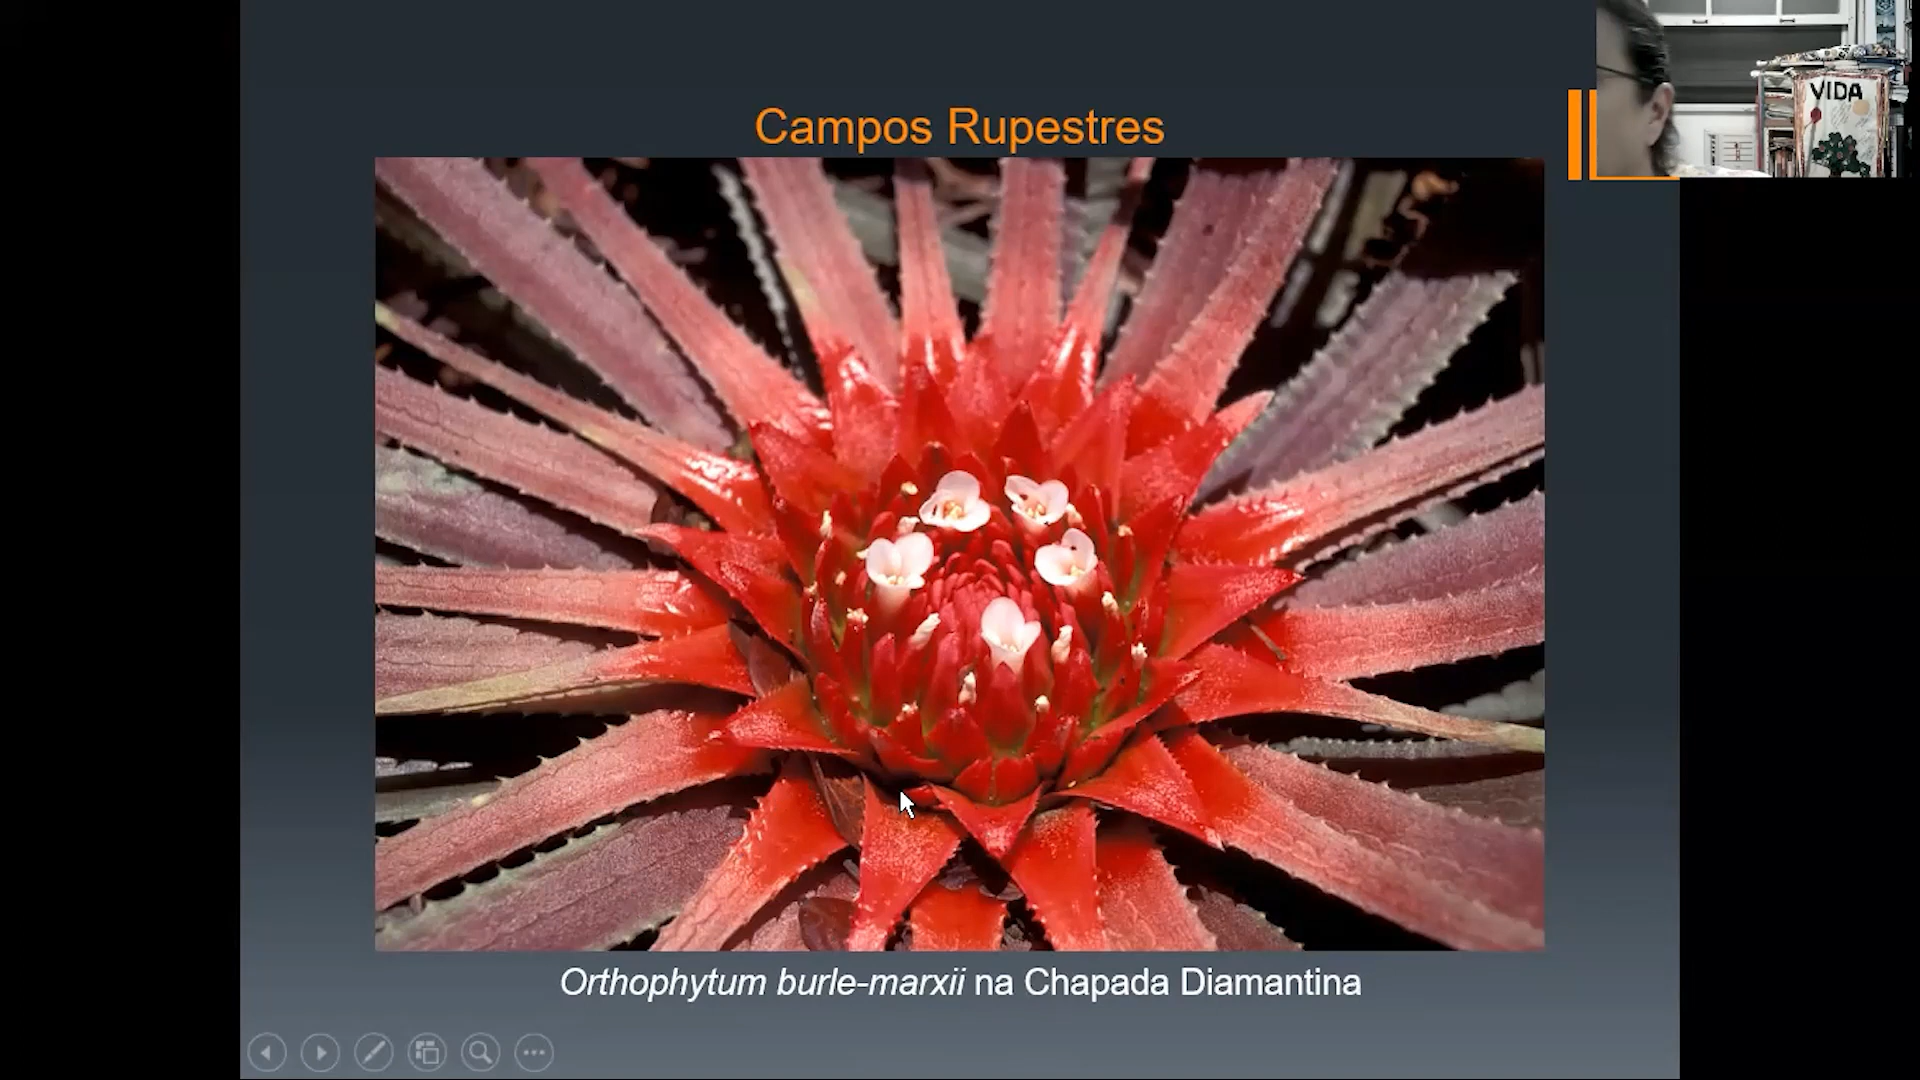 Campos Rupestres
VIDA
Orthophytum burle-marxii na Chapada Diamantina